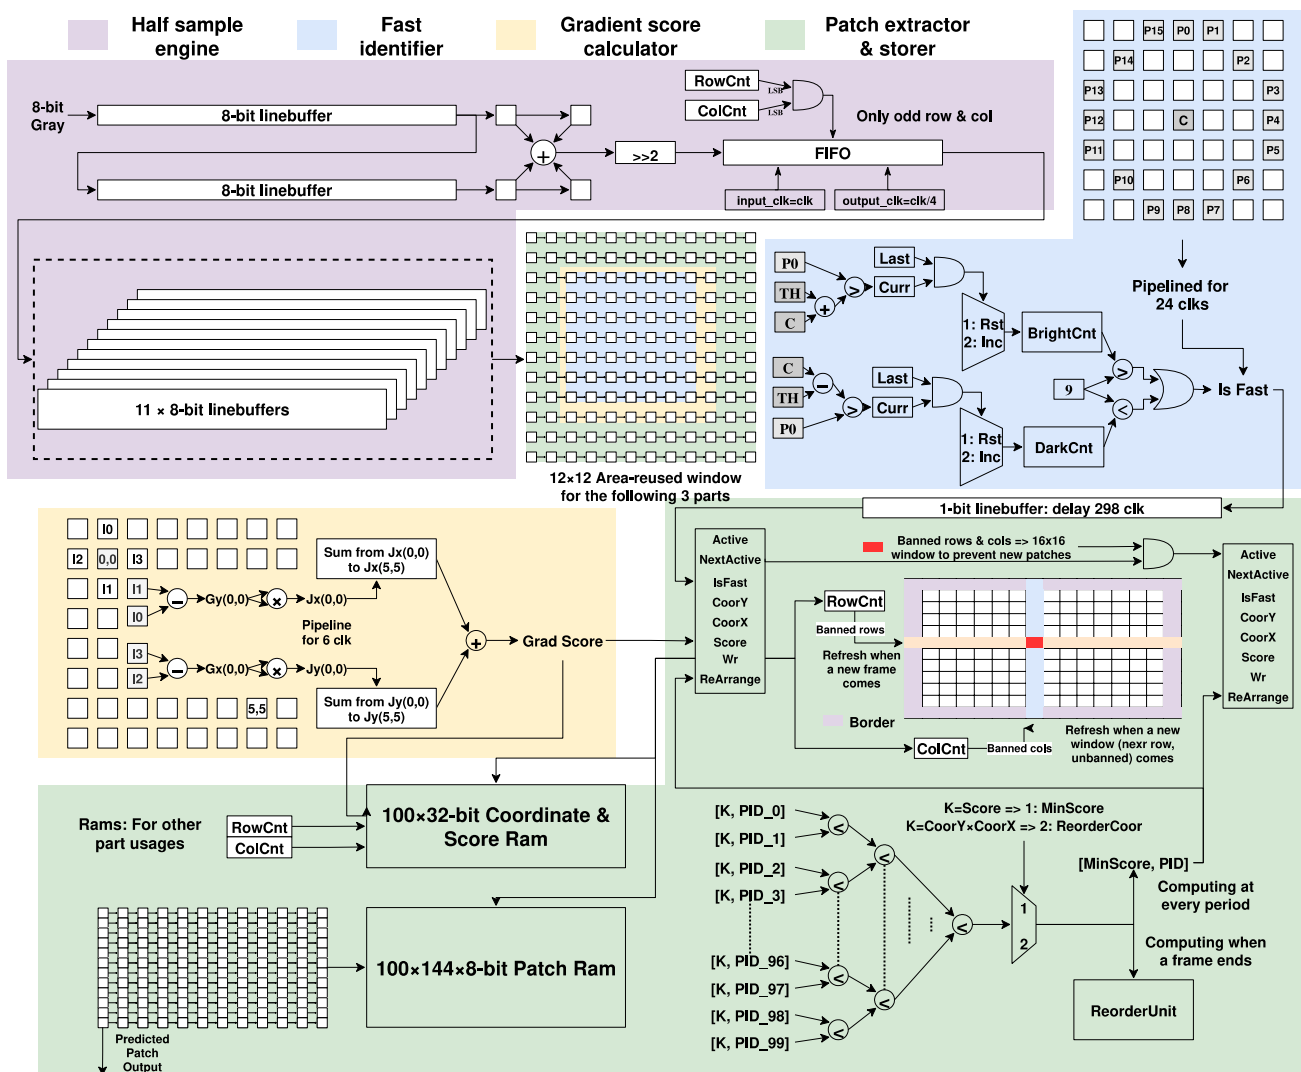 Half sample
engine
Fast
identifier
Gradient score
calculator
Patch extractor
& storer
8-bit
Gray
8-bit linebuffer
8-bit linebuffer
+
>>2
RowCnt
ColCnt
LSB
LSB
Only odd row & col
FIFO
input_clk=clk
output_clk=clk/4
11 × 8-bit linebuffers
12×12 Area-reused window
for the following 3 parts
P15
P0
P1
P14
P2
P13
P3
P12
C
P4
P11
P5
P10
P6
P9
P8
P7
Pipelined for
24 clks
P0
TH
C
+
>
Last
Curr
1: Rst
2: Inc
BrightCnt
C
TH
P0
−
>
Last
Curr
1: Rst
2: Inc
DarkCnt
9
>
<
Is Fast
1-bit linebuffer: delay 298 clk
I0
I2
0,0
I3
I1
I1
I0
−
Gy(0,0)
×
Jx(0,0)
Sum from Jx(0,0)
to Jx(5,5)
Pipeline
for 6 clk
I3
I2
−
Gx(0,0)
×
Jy(0,0)
Sum from Jy(0,0)
to Jy(5,5)
5,5
+
Grad Score
Active
NextActive
IsFast
CoorY
CoorX
Score
Wr
ReArrange
Banned rows & cols => 16x16
window to prevent new patches
RowCnt
Banned rows
Refresh when
a new frame
comes
Border
ColCnt
Banned cols
Refresh when a new
window (nexr row,
unbanned) comes
Active
NextActive
IsFast
CoorY
CoorX
Score
Wr
ReArrange
Rams: For other
part usages
RowCnt
ColCnt
100×32-bit Coordinate &
Score Ram
100×144×8-bit Patch Ram
Predicted
Patch
Output
[K, PID_0]
[K, PID_1]
[K, PID_2]
[K, PID_3]
[K, PID_96]
[K, PID_97]
[K, PID_98]
[K, PID_99]
<
<
<
<
<
<
<
K=Score => 1: MinScore
K=CoorY×CoorX => 2: ReorderCoor
1
2
[MinScore, PID]
Computing at
every period
Computing when
a frame ends
ReorderUnit